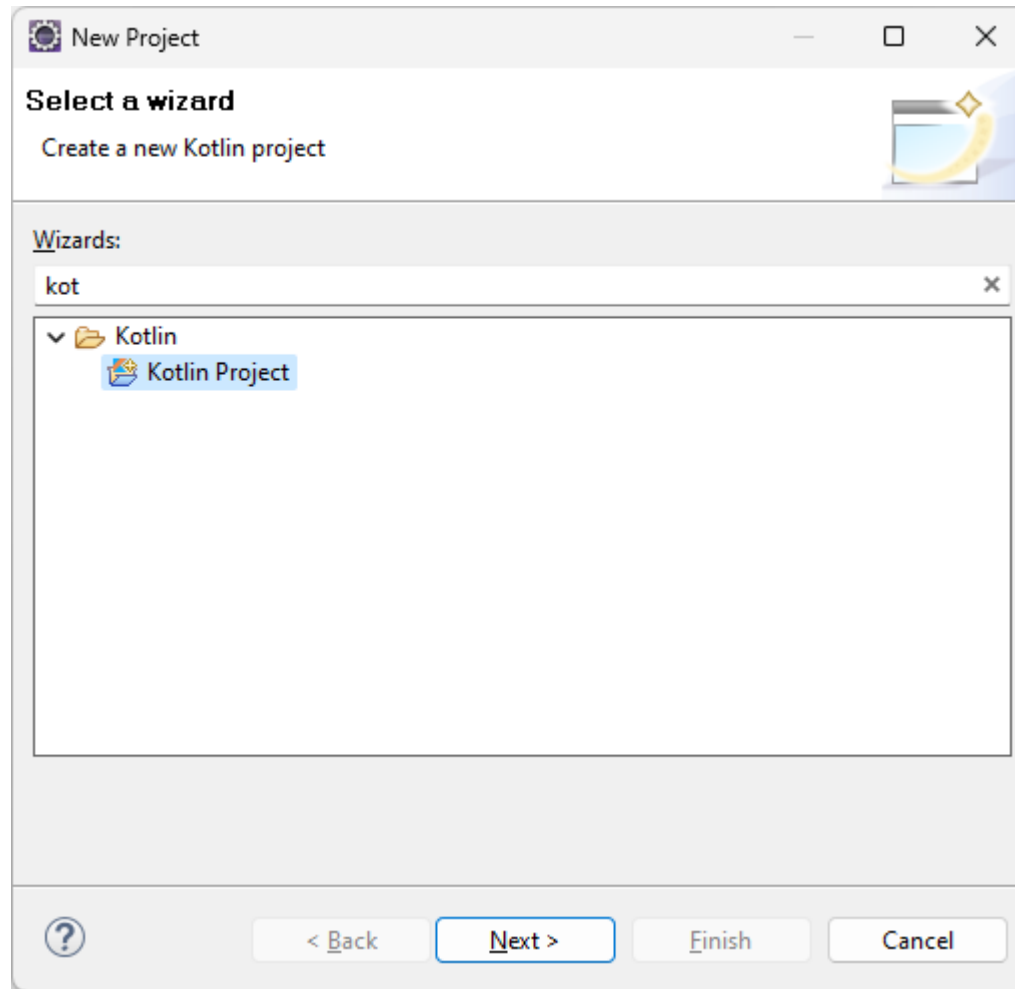 New Project
Select a wizard
Create a new Kotlin project
Wizards:
kot
Kotlin
Kotlin Project
< Back Next > Finish Cancel